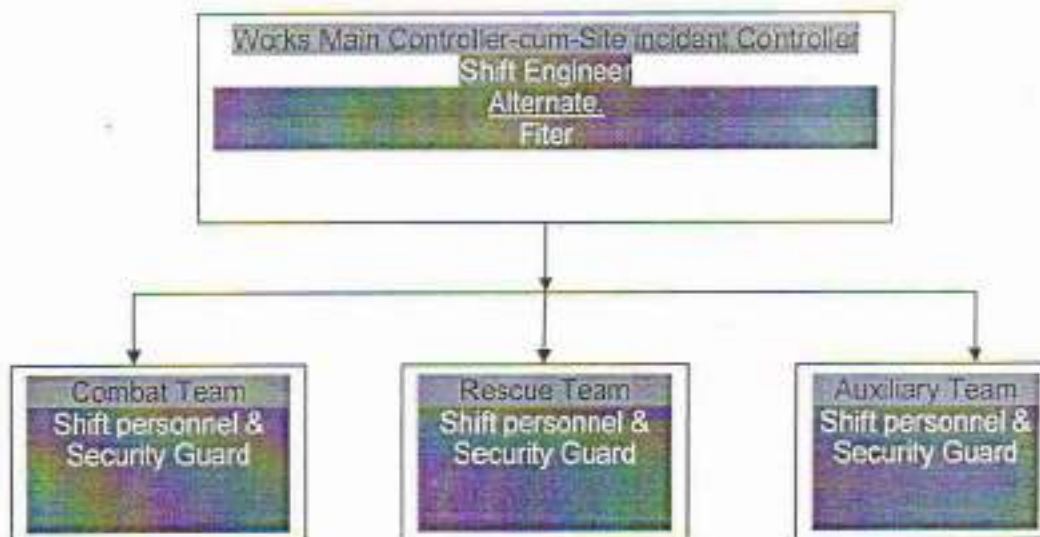 Works Main Controller-cum-Site Incident Controller
Shift Engineer
Alternate.
Fiter
Combat Team
Shift personnel &
Security Guard
Rescue Team
Shift personnel &
Security Guard
Auxiliary Team
Shift personnel &
Security Guard